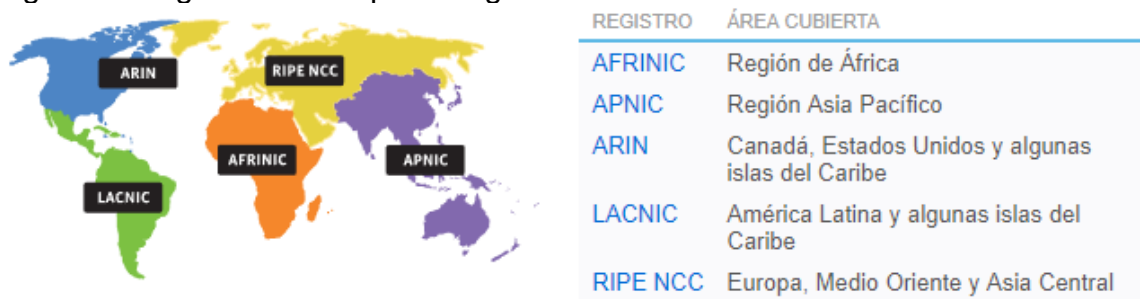 ARIN
RIPE NCC
AFRINIC
APNIC
LACNIC
REGISTRO ÁREA CUBIERTA
AFRINIC Región de África
APNIC Región Asia Pacífico
ARIN Canadá, Estados Unidos y algunas
islas del Caribe
LACNIC América Latina y algunas islas del
Caribe
RIPE NCC Europa, Medio Oriente y Asia Central